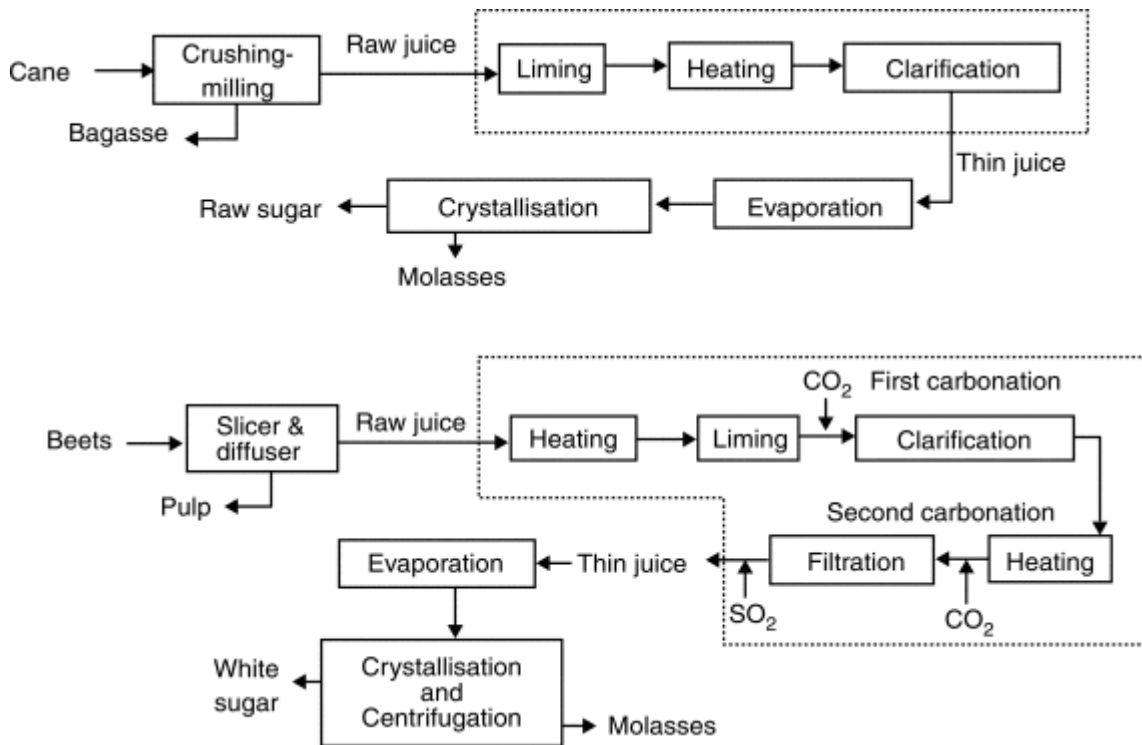 Cane
Crushing-
milling
Raw juice
Liming
Heating
Clarification
Bagasse
Thin juice
Raw sugar
Crystallisation
Evaporation
Molasses
CO2 First carbonation
Beets
Slicer &
diffuser
Raw juice
Heating
Liming
Clarification
Pulp
Second carbonation
Evaporation
Thin juice
Filtration
Heating
SO2
CO2
White
sugar
Crystallisation
and
Centrifugation
Molasses